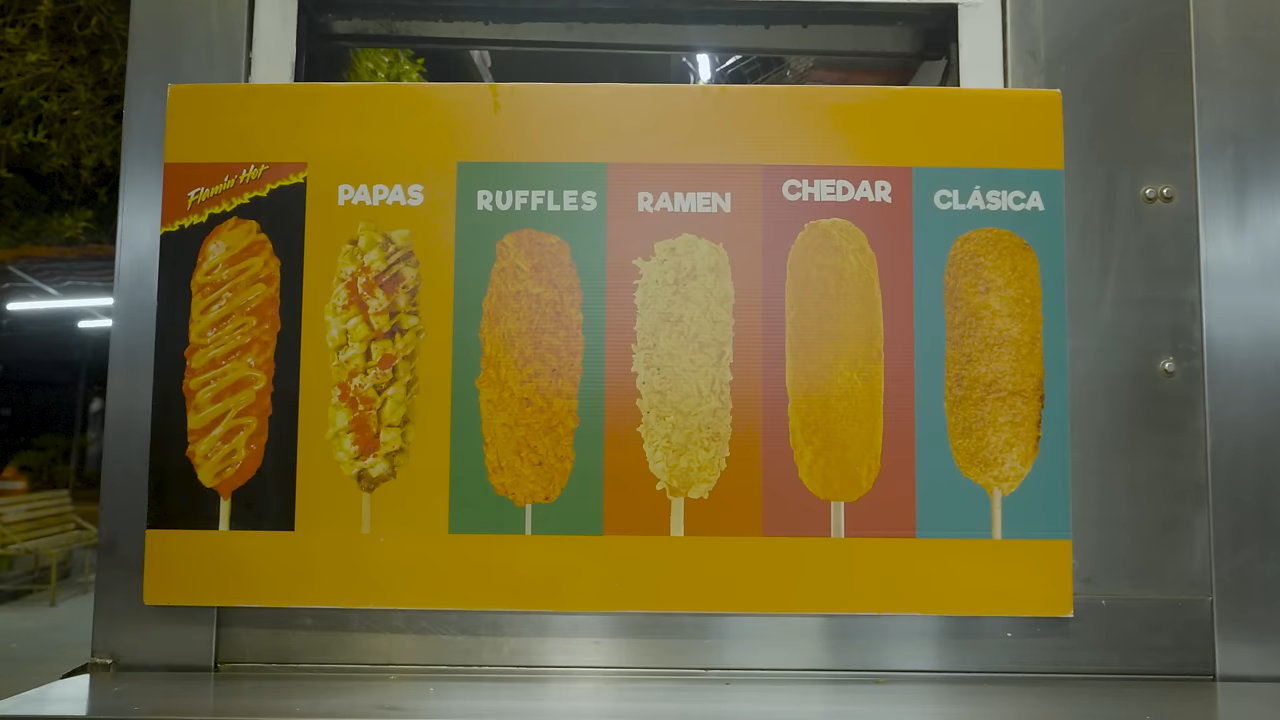 Flamin' Hot
PAPAS
RUFFLES
RAMEN
CHEDAR
CLÁSICA